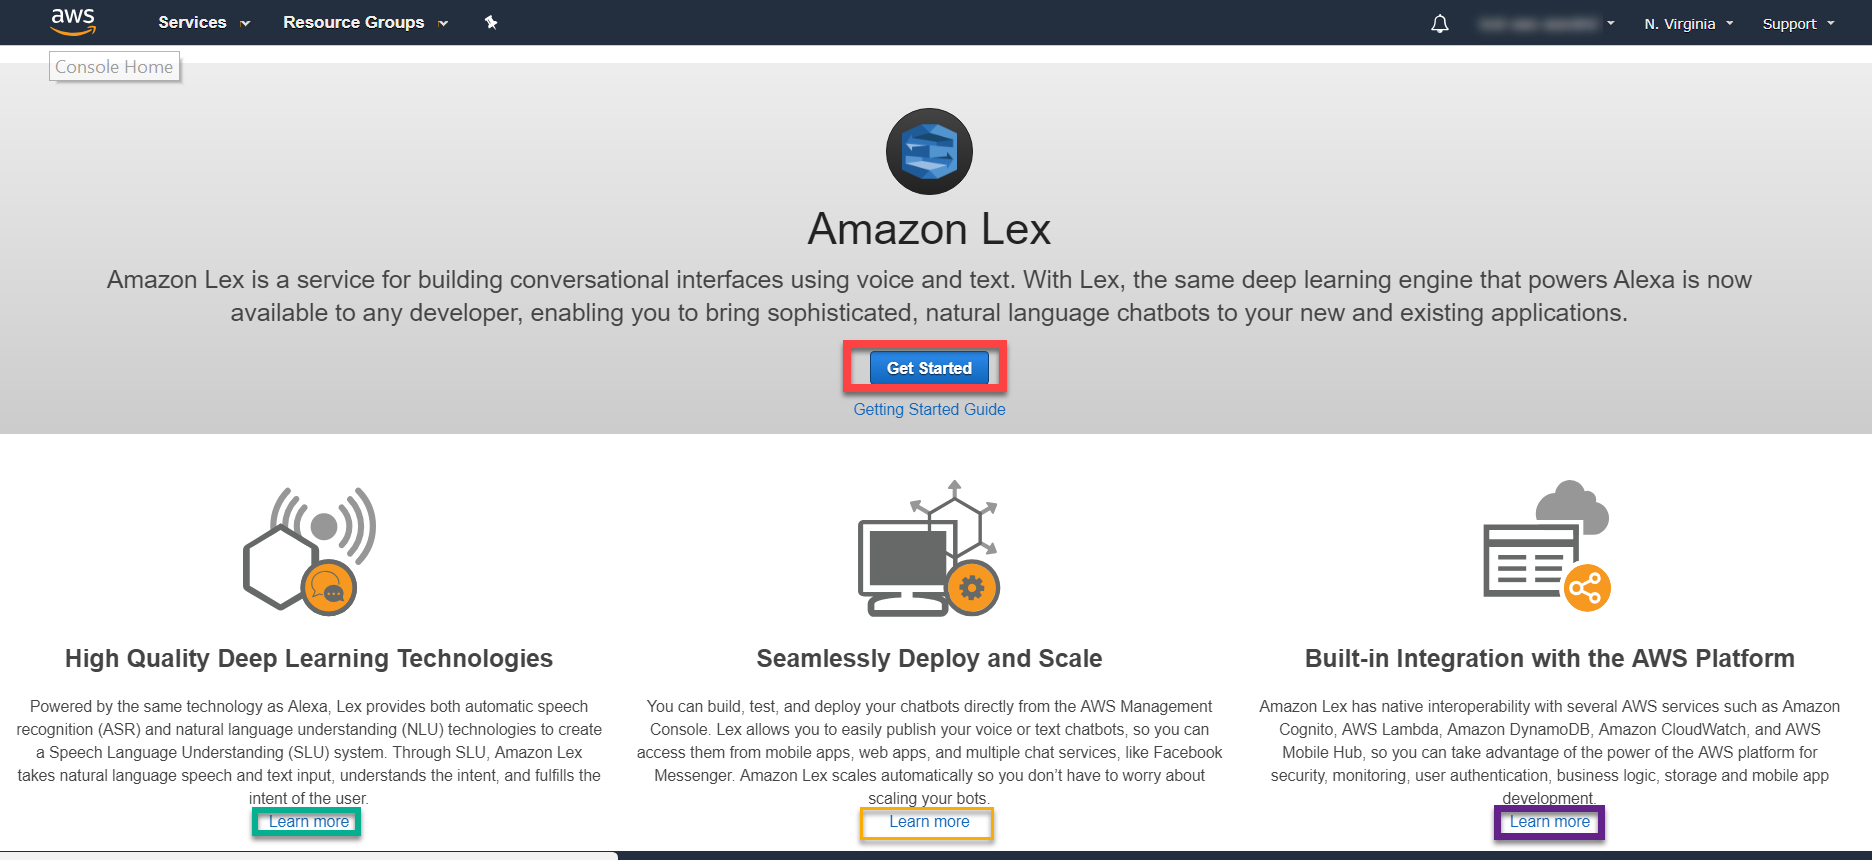 aws Services Resource Groups N. Virginia Support
Console Home
Amazon Lex
Amazon Lex is a service for building conversational interfaces using voice and text. With Lex, the same deep learning engine that powers Alexa is now
available to any developer, enabling you to bring sophisticated, natural language chatbots to your new and existing applications.
Get Started
Getting Started Guide
High Quality Deep Learning Technologies
Powered by the same technology as Alexa, Lex provides both automatic speech
recognition (ASR) and natural language understanding (NLU) technologies to create
a Speech Language Understanding (SLU) system. Through SLU, Amazon Lex
takes natural language speech and text input, understands the intent, and fulfills the
intent of the user.
Learn more
Seamlessly Deploy and Scale
You can build, test, and deploy your chatbots directly from the AWS Management
Console. Lex allows you to easily publish your voice or text chatbots, so you can
access them from mobile apps, web apps, and multiple chat services, like Facebook
Messenger. Amazon Lex scales automatically so you don’t have to worry about
scaling your bots.
Learn more
Built-in Integration with the AWS Platform
Amazon Lex has native interoperability with several AWS services such as Amazon
Cognito, AWS Lambda, Amazon DynamoDB, Amazon CloudWatch, and AWS
Mobile Hub, so you can take advantage of the power of the AWS platform for
security, monitoring, user authentication, business logic, storage and mobile app
development.
Learn more